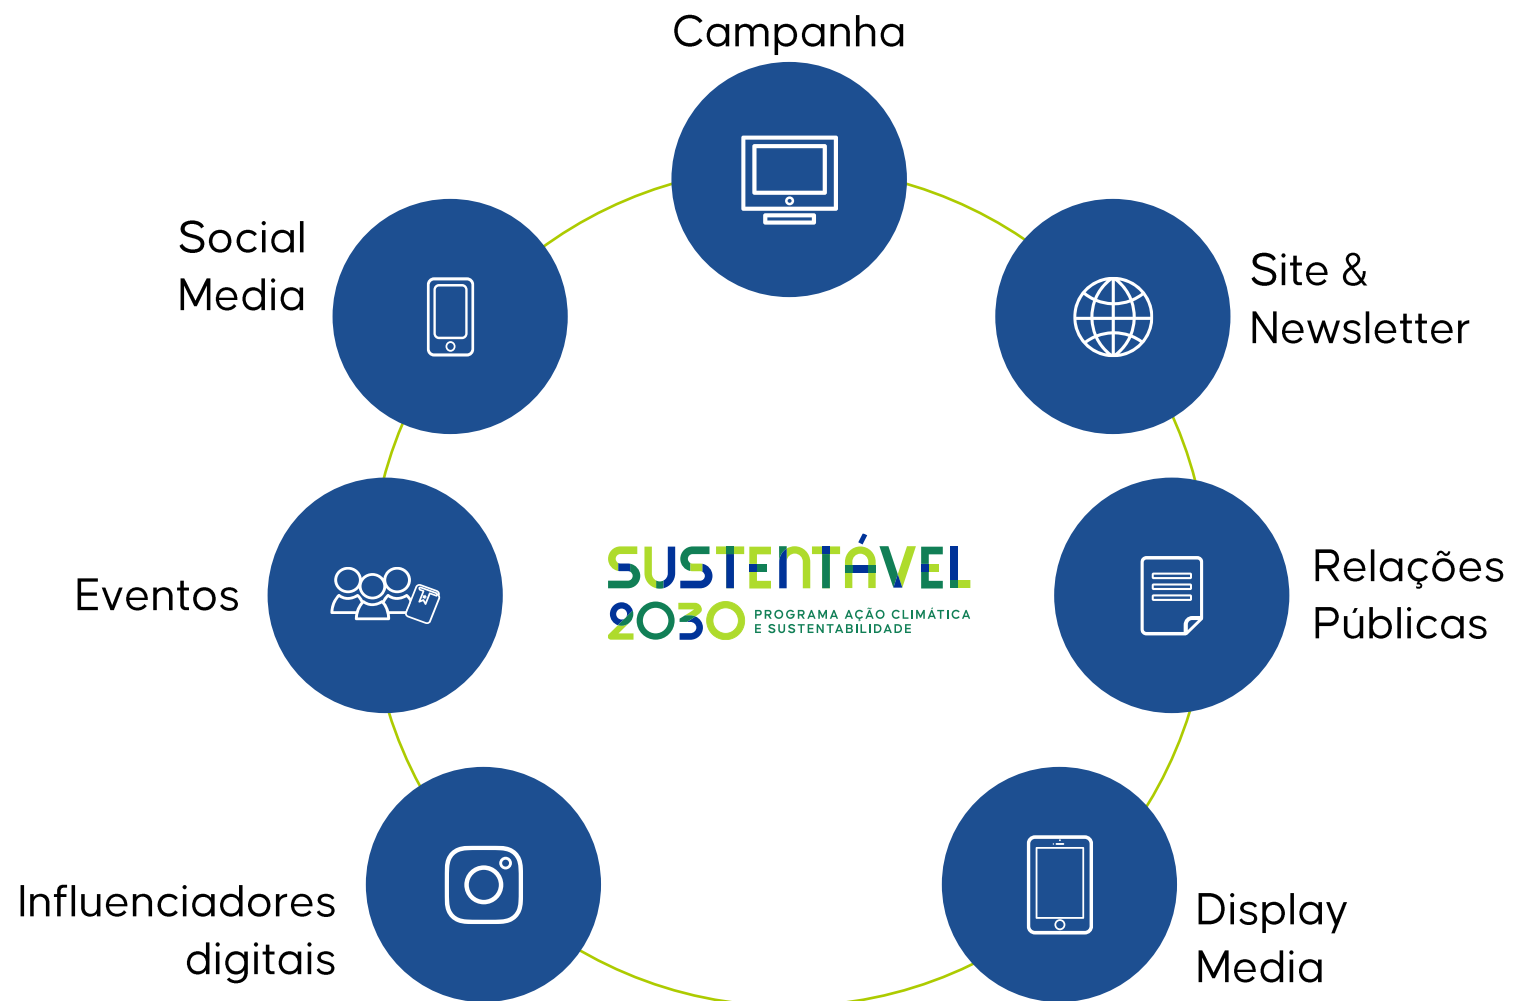 Campanha
Social
Media
Site &
Newsletter
Eventos
SUSTENTÁVEL
2030 PROGRAMA AÇÃO CLIMÁTICA
E SUSTENTABILIDADE
Relações
Públicas
Influenciadores
digitais
Display
Media